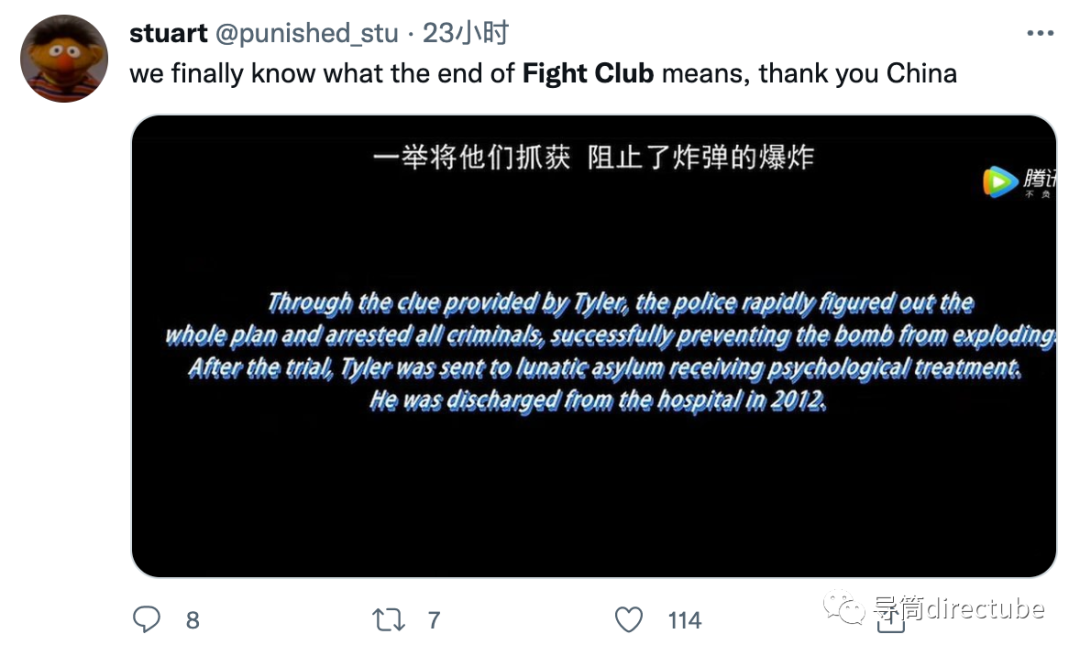 stuart @punished_stu · 23小时
we finally know what the end of Fight Club means, thank you China
一举将他们抓获 阻止了炸弹的爆炸
腾讯
不负
Through the clue provided by Tyler, the police rapidly figured out the
whole plan and arrested all criminals, successfully preventing the bomb from exploding.
After the trial, Tyler was sent to lunatic asylum receiving psychological treatment.
He was discharged from the hospital in 2012.
8 7 114
导筒directube